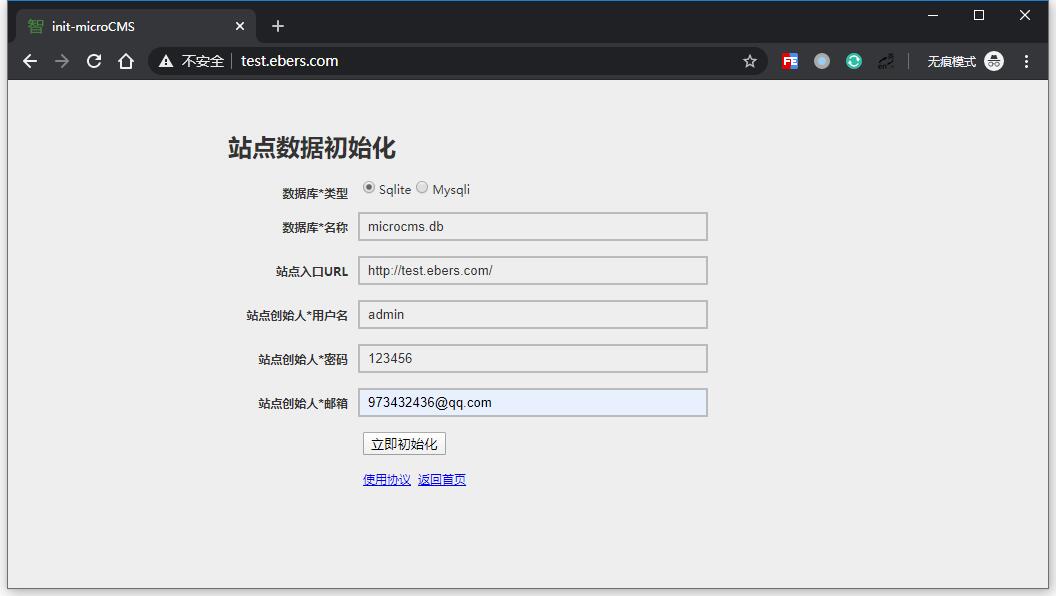 init-microCMS
不安全 test.ebers.com 无痕模式
站点数据初始化
数据库*类型 Sqlite Mysqli
数据库*名称 microcms.db
站点入口URL http://test.ebers.com/
站点创始人*用户名 admin
站点创始人*密码 123456
站点创始人*邮箱 973432436@qq.com
立即初始化
使用协议 返回首页